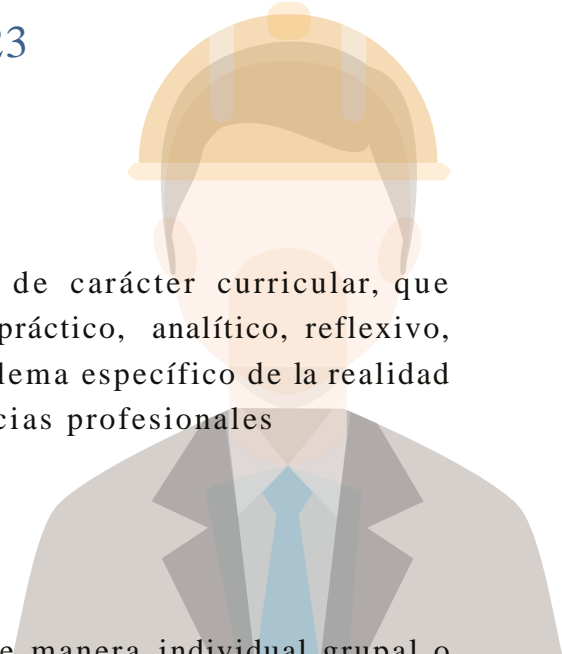 23
de carácter curricular, que
práctico, analítico, reflexivo,
lema específico de la realidad
cias profesionales
e manera individual grupal o